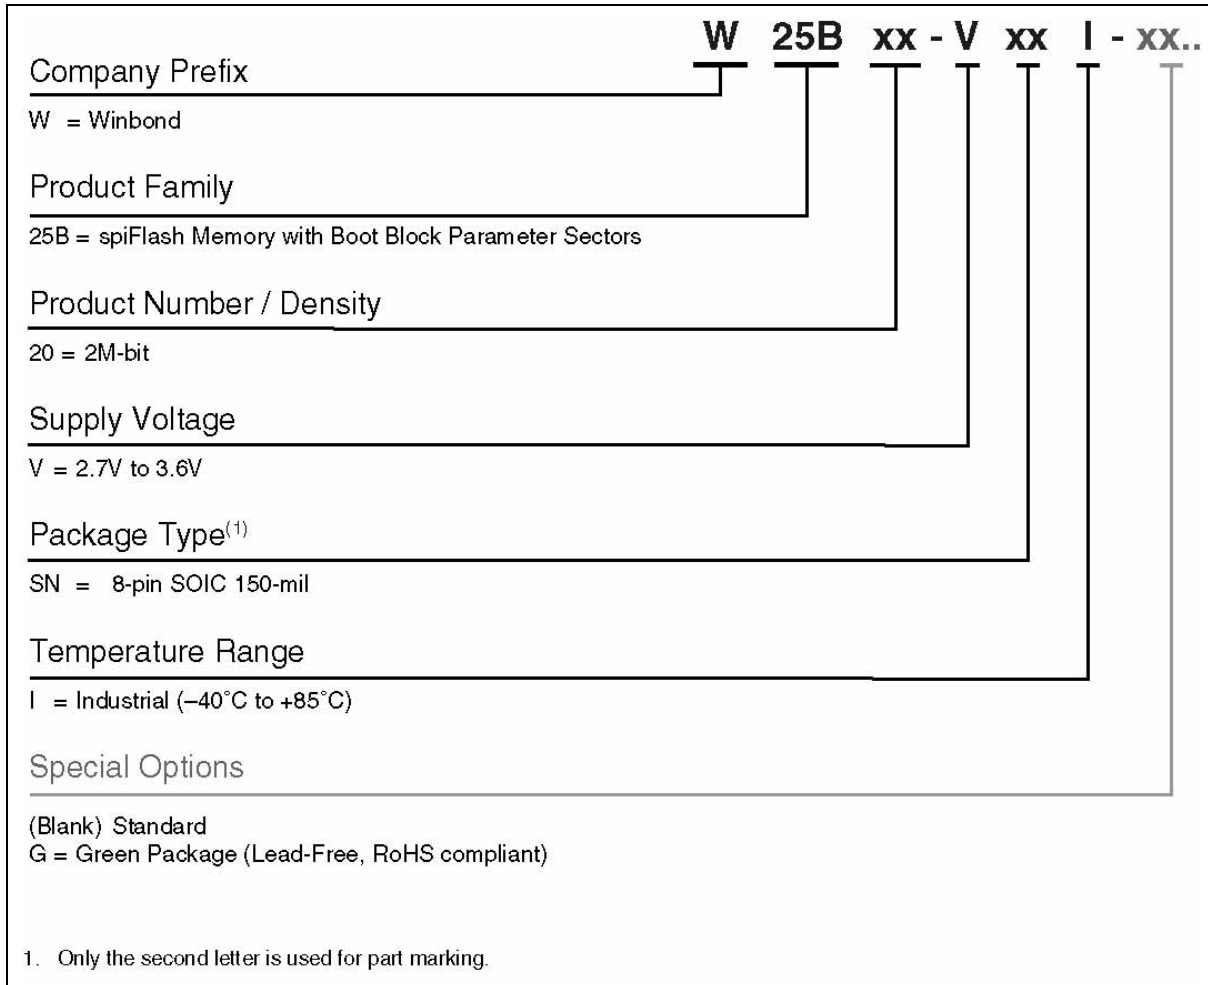 W 25B xx - V xx I - xx..
Company Prefix
W = Winbond
Product Family
25B = spiFlash Memory with Boot Block Parameter Sectors
Product Number / Density
20 = 2M-bit
Supply Voltage
V = 2.7V to 3.6V
Package Type(1)
SN = 8-pin SOIC 150-mil
Temperature Range
I = Industrial (–40°C to +85°C)
Special Options
(Blank) Standard
G = Green Package (Lead-Free, RoHS compliant)
1. Only the second letter is used for part marking.